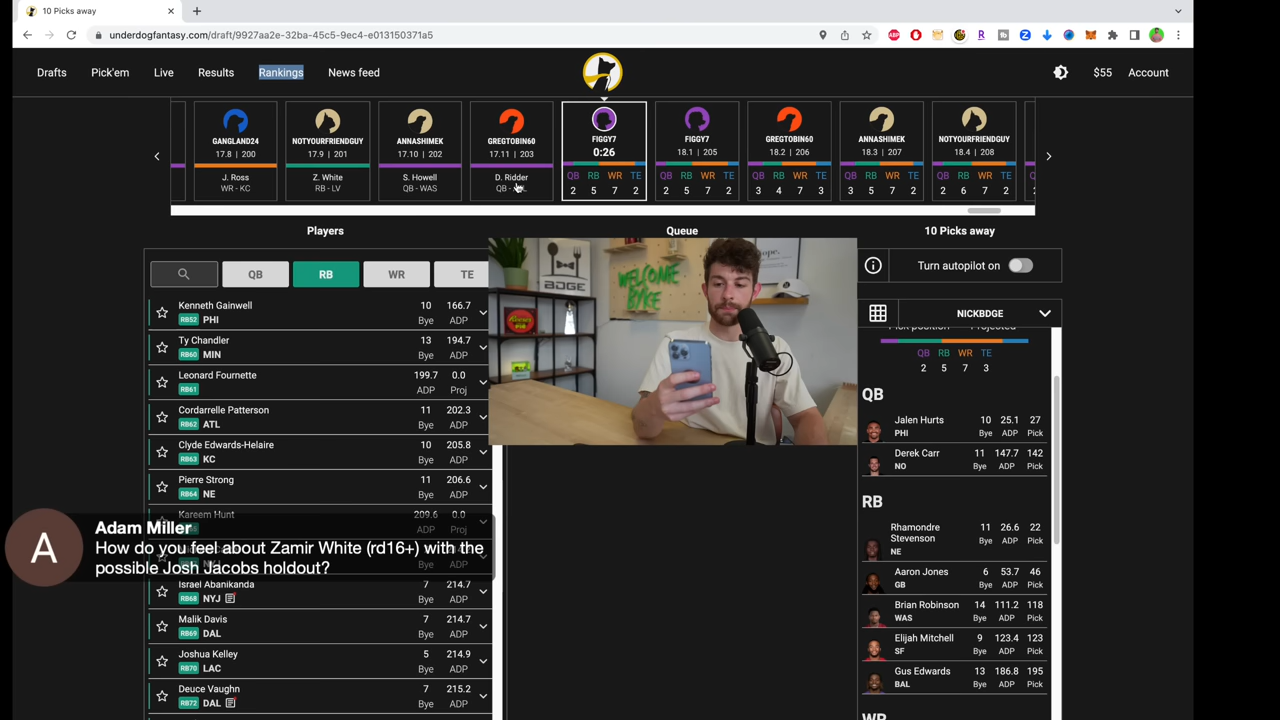 10 Picks away
underdogfantasy.com/draft/9927aa2e-32ba-45c5-9ec4-e013150371a5
Drafts Pick'em Live Results Rankings News feed $55 Account
GANGLAND24
17.8 | 200
J. Ross
WR - KC
NOTYOURFRIENDGUY
17.9 | 201
Z. White
RB - LV
ANNASHIMEK
17.10 | 202
S. Howell
QB - WAS
GREGTOBIN60
17.11 | 203
D. Ridder
FIGGY7
0:26
QB RB WR TE
2 5 7 2
FIGGY7
18.1 | 205
QB RB WR TE
2 5 7 2
GREGTOBIN60
18.2 | 206
QB RB WR TE
3 4 7 3
ANNASHIMEK
18.3 | 207
QB RB WR TE
3 5 7 2
NOTYOURFRIENDGUY
18.4 | 208
QB RB WR TE
2 6 7 2
Players
QB RB WR TE
Kenneth Gainwell 10 166.7
RB52 PHI Bye ADP
Ty Chandler 13 194.7
RB60 MIN Bye ADP
Leonard Fournette 199.7 0.0
RB61 ADP Proj
Cordarrelle Patterson 11 202.3
RB62 ATL Bye ADP
Clyde Edwards-Helaire 10 205.8
RB63 KC Bye ADP
Pierre Strong 11 206.6
RB64 NE Bye ADP
Kareem Hunt 209.6 0.0
ADP Proj
Adam Miller
A
How do you feel about Zamir White (rd16+) with the
possible Josh Jacobs holdout?
Israel Abanikanda 7 214.7
RB68 NYJ Bye ADP
Malik Davis 7 214.7
RB69 DAL Bye ADP
Joshua Kelley 5 214.9
RB70 LAC Bye ADP
Deuce Vaughn 7 215.2
RB72 DAL Bye ADP
Queue
BDGE
WELCOME
BYKE
10 Picks away
Turn autopilot on
NICKBDGE
Pick position Projected
QB RB WR TE
2 5 7 3
QB
Jalen Hurts 10 25.1 27
PHI Bye ADP Pick
Derek Carr 11 147.7 142
NO Bye ADP Pick
RB
Rhamondre
Stevenson 11 26.6 22
NE Bye ADP Pick
Aaron Jones 6 53.7 46
GB Bye ADP Pick
Brian Robinson 14 111.2 118
WAS Bye ADP Pick
Elijah Mitchell 9 123.4 123
SF Bye ADP Pick
Gus Edwards 13 186.8 195
BAL Bye ADP Pick
WR